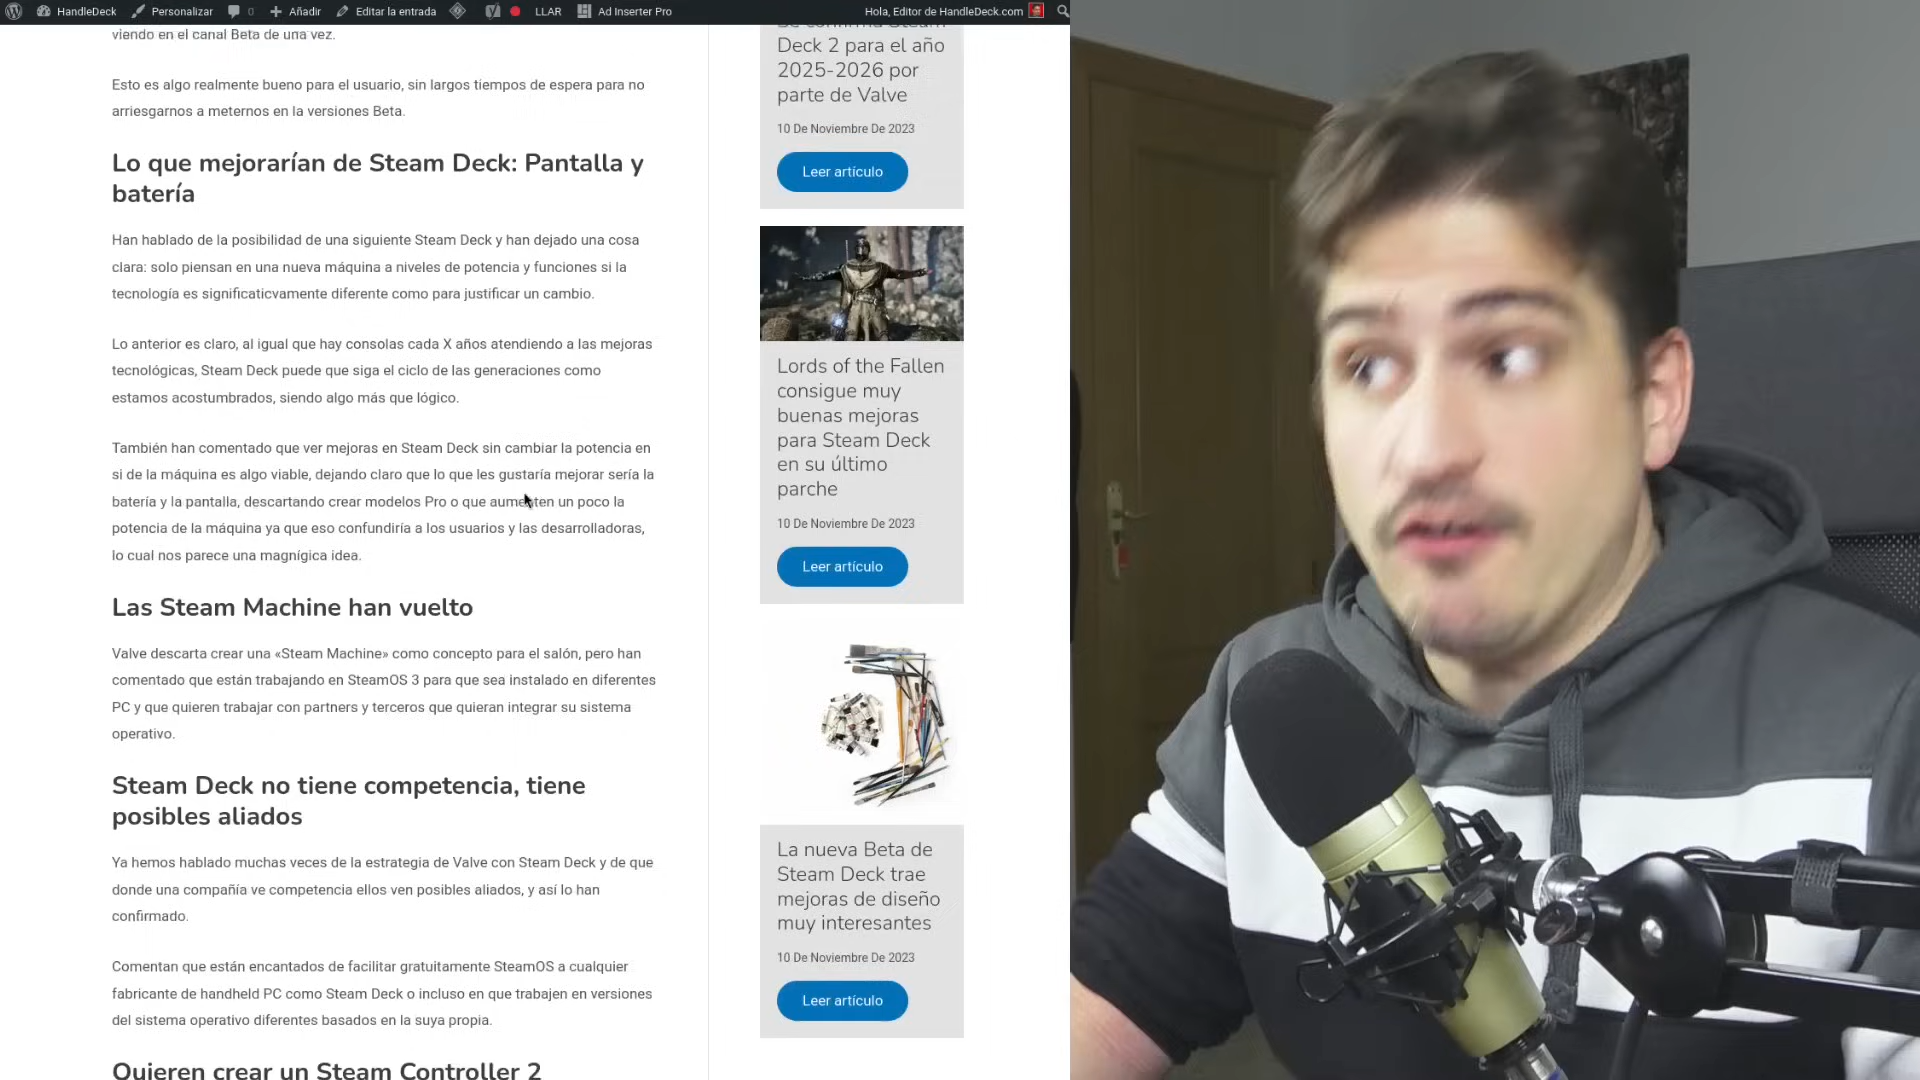 HandleDeck Personalizar 0 Añadir Editar la entrada LLAR Ad Inserter Pro Hola, Editor de HandleDeck.com
viendo en el canal Beta de una vez.
Esto es algo realmente bueno para el usuario, sin largos tiempos de espera para no
arriesgarnos a meternos en la versiones Beta.
Lo que mejorarían de Steam Deck: Pantalla y
batería
Han hablado de la posibilidad de una siguiente Steam Deck y han dejado una cosa
clara: solo piensan en una nueva máquina a niveles de potencia y funciones si la
tecnología es significaticvamente diferente como para justificar un cambio.
Lo anterior es claro, al igual que hay consolas cada X años atendiendo a las mejoras
tecnológicas, Steam Deck puede que siga el ciclo de las generaciones como
estamos acostumbrados, siendo algo más que lógico.
También han comentado que ver mejoras en Steam Deck sin cambiar la potencia en
si de la máquina es algo viable, dejando claro que lo que les gustaría mejorar sería la
batería y la pantalla, descartando crear modelos Pro o que aumenten un poco la
potencia de la máquina ya que eso confundiría a los usuarios y las desarrolladoras,
lo cual nos parece una magnígica idea.
Las Steam Machine han vuelto
Valve descarta crear una «Steam Machine» como concepto para el salón, pero han
comentado que están trabajando en SteamOS 3 para que sea instalado en diferentes
PC y que quieren trabajar con partners y terceros que quieran integrar su sistema
operativo.
Steam Deck no tiene competencia, tiene
posibles aliados
Ya hemos hablado muchas veces de la estrategia de Valve con Steam Deck y de que
donde una compañía ve competencia ellos ven posibles aliados, y así lo han
confirmado.
Comentan que están encantados de facilitar gratuitamente SteamOS a cualquier
fabricante de handheld PC como Steam Deck o incluso en que trabajen en versiones
del sistema operativo diferentes basados en la suya propia.
Quieren crear un Steam Controller 2
Se confirma Steam
Deck 2 para el año
2025-2026 por
parte de Valve
10 De Noviembre De 2023
Leer artículo
Lords of the Fallen
consigue muy
buenas mejoras
para Steam Deck
en su último
parche
10 De Noviembre De 2023
Leer artículo
La nueva Beta de
Steam Deck trae
mejoras de diseño
muy interesantes
10 De Noviembre De 2023
Leer artículo